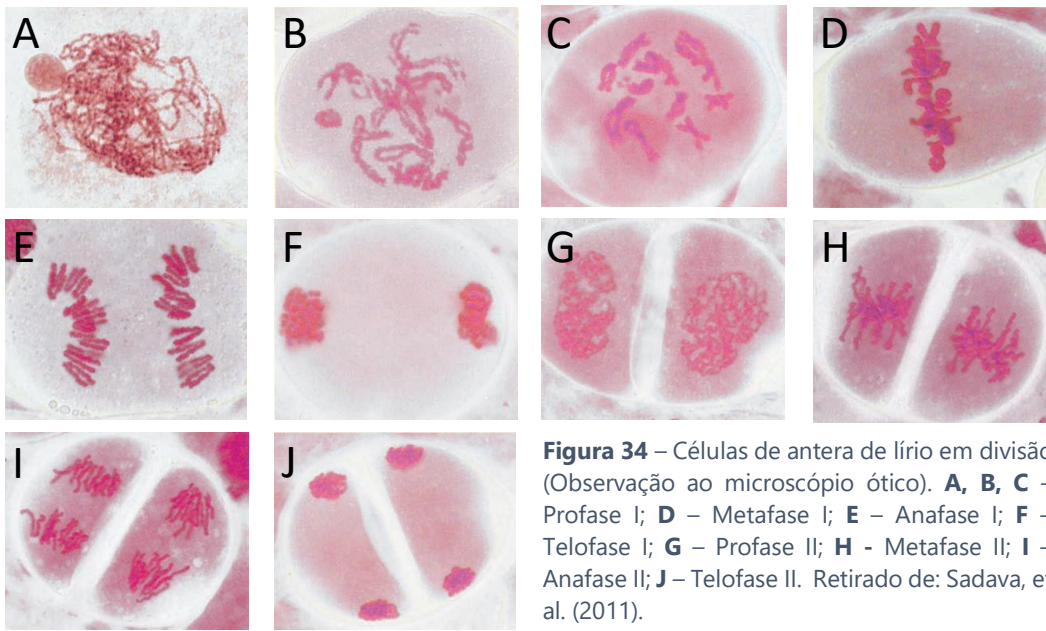 A
B
C
D
E
F
G
H
I
J
Figura 34 – Células de antera de lírio em divisão
(Observação ao microscópio ótico). A, B, C –
Profase I; D – Metafase I; E – Anafase I; F –
Telofase I; G – Profase II; H - Metafase II; I –
Anafase II; J – Telofase II. Retirado de: Sadava, et
al. (2011).